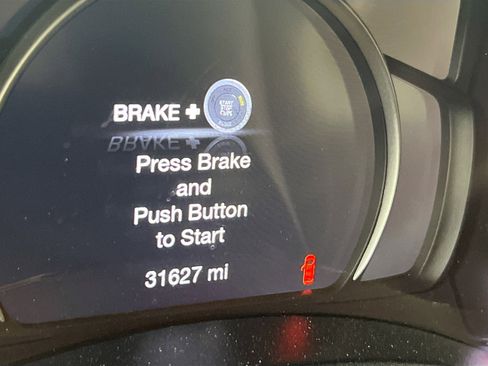 BRAKE +
START
STOP
Press Brake
and
Push Button
to Start
31627 mi